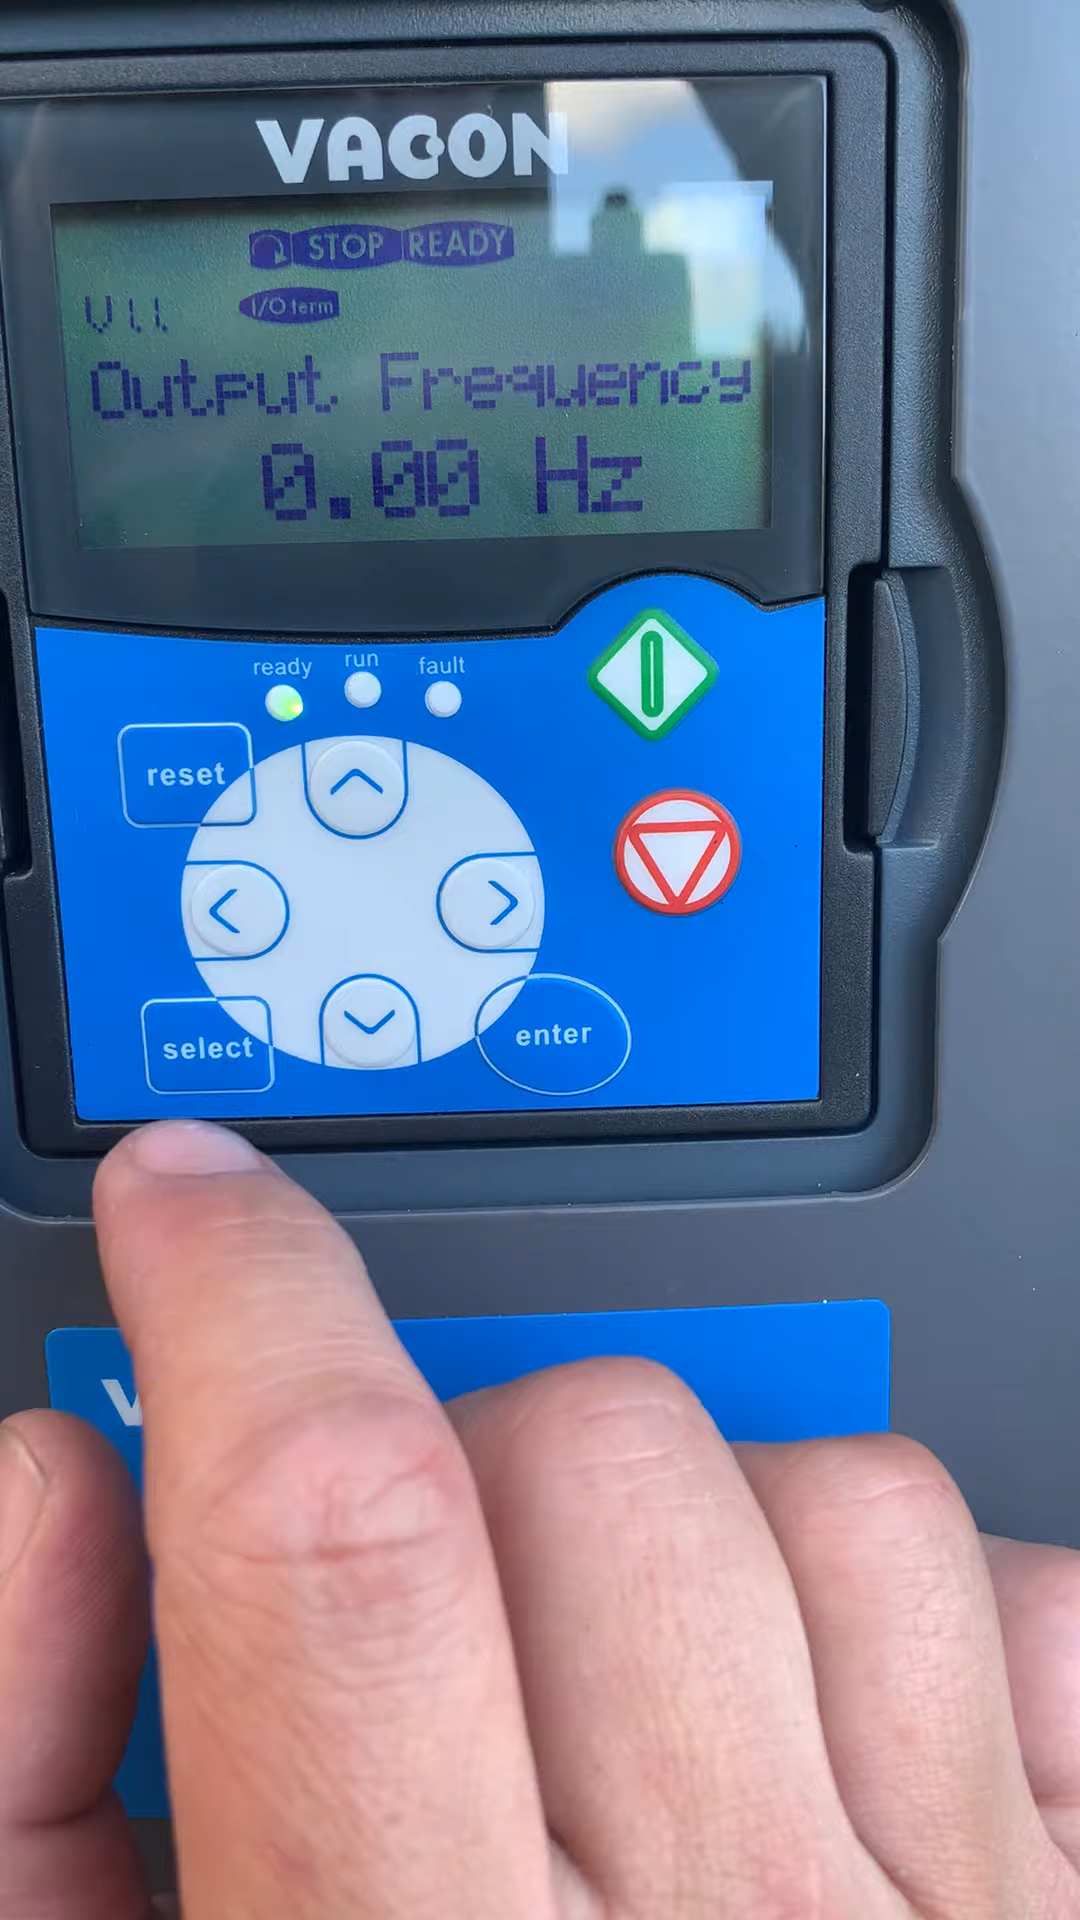 VACON
STOP READY
V1.1 I/O term
Output Frequency
0.00 Hz
ready run fault
reset
select
enter
V